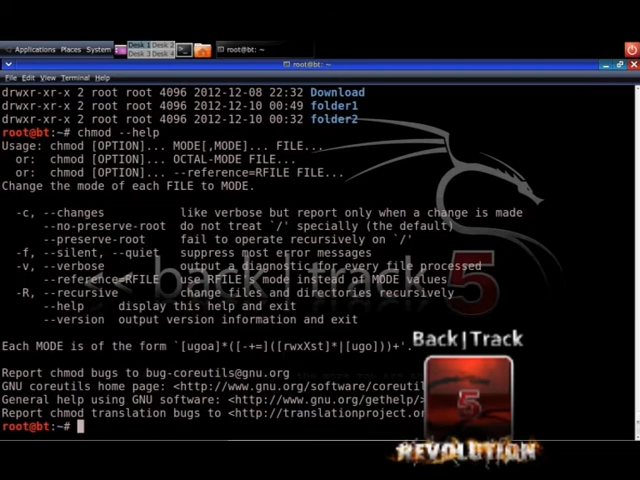 Applications Places System Desk 1 Desk 2 root@bt: ~
Desk 3 Desk 4
root@bt: ~
File Edit View Terminal Help
drwxr-xr-x 2 root root 4096 2012-12-08 22:32 Download
drwxr-xr-x 2 root root 4096 2012-12-10 00:49 folder1
drwxr-xr-x 2 root root 4096 2012-12-10 00:32 folder2
root@bt:~# chmod --help
Usage: chmod [OPTION]... MODE[,MODE]... FILE...
or: chmod [OPTION]... OCTAL-MODE FILE...
or: chmod [OPTION]... --reference=RFILE FILE...
Change the mode of each FILE to MODE.
-c, --changes like verbose but report only when a change is made
--no-preserve-root do not treat `/' specially (the default)
--preserve-root fail to operate recursively on `/'
-f, --silent, --quiet suppress most error messages
-v, --verbose output a diagnostic for every file processed
--reference=RFILE use RFILE's mode instead of MODE values
-R, --recursive change files and directories recursively
--help display this help and exit
--version output version information and exit
<< back|track 5
Each MODE is of the form `[ugoa]*([-+=]([rwxXst]*|[ugo]))+'.
Report chmod bugs to bug-coreutils@gnu.org
GNU coreutils home page: <http://www.gnu.org/software/coreutil
General help using GNU software: <http://www.gnu.org/gethelp/>
Report chmod translation bugs to <http://translationproject.or
root@bt:~#
Back|Track
5
REVOLUTION